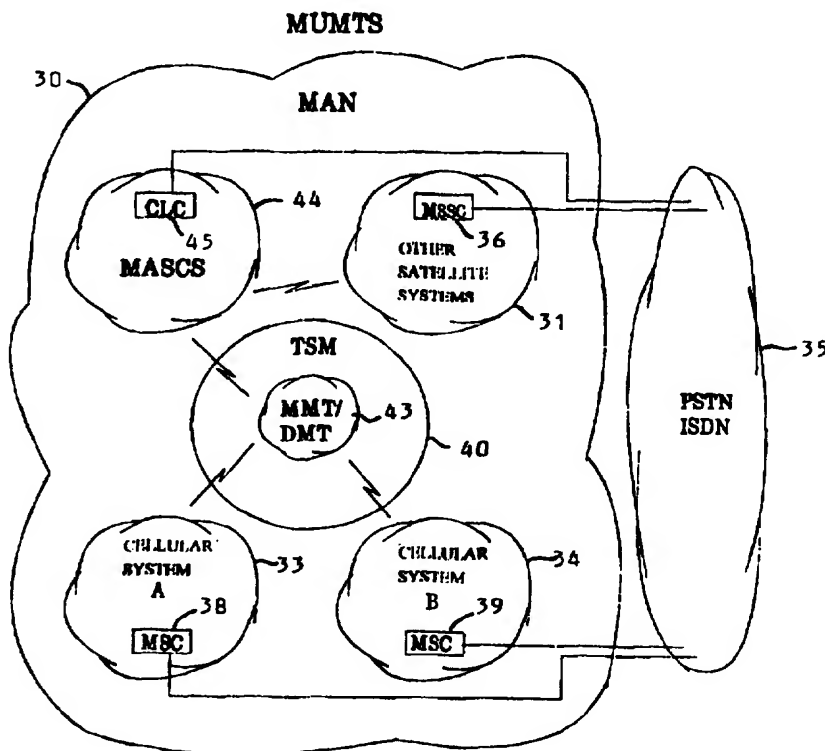 MUMTS
30
MAN
CLC
45
44
MASCS
MSSC
36
OTHER
SATELLITE
SYSTEMS
31
TSM
MMT/
DMT
43
40
35
PSTN
ISDN
CELLULAR
SYSTEM
A
33
38
MSC
CELLULAR
SYSTEM
B
34
39
MSC